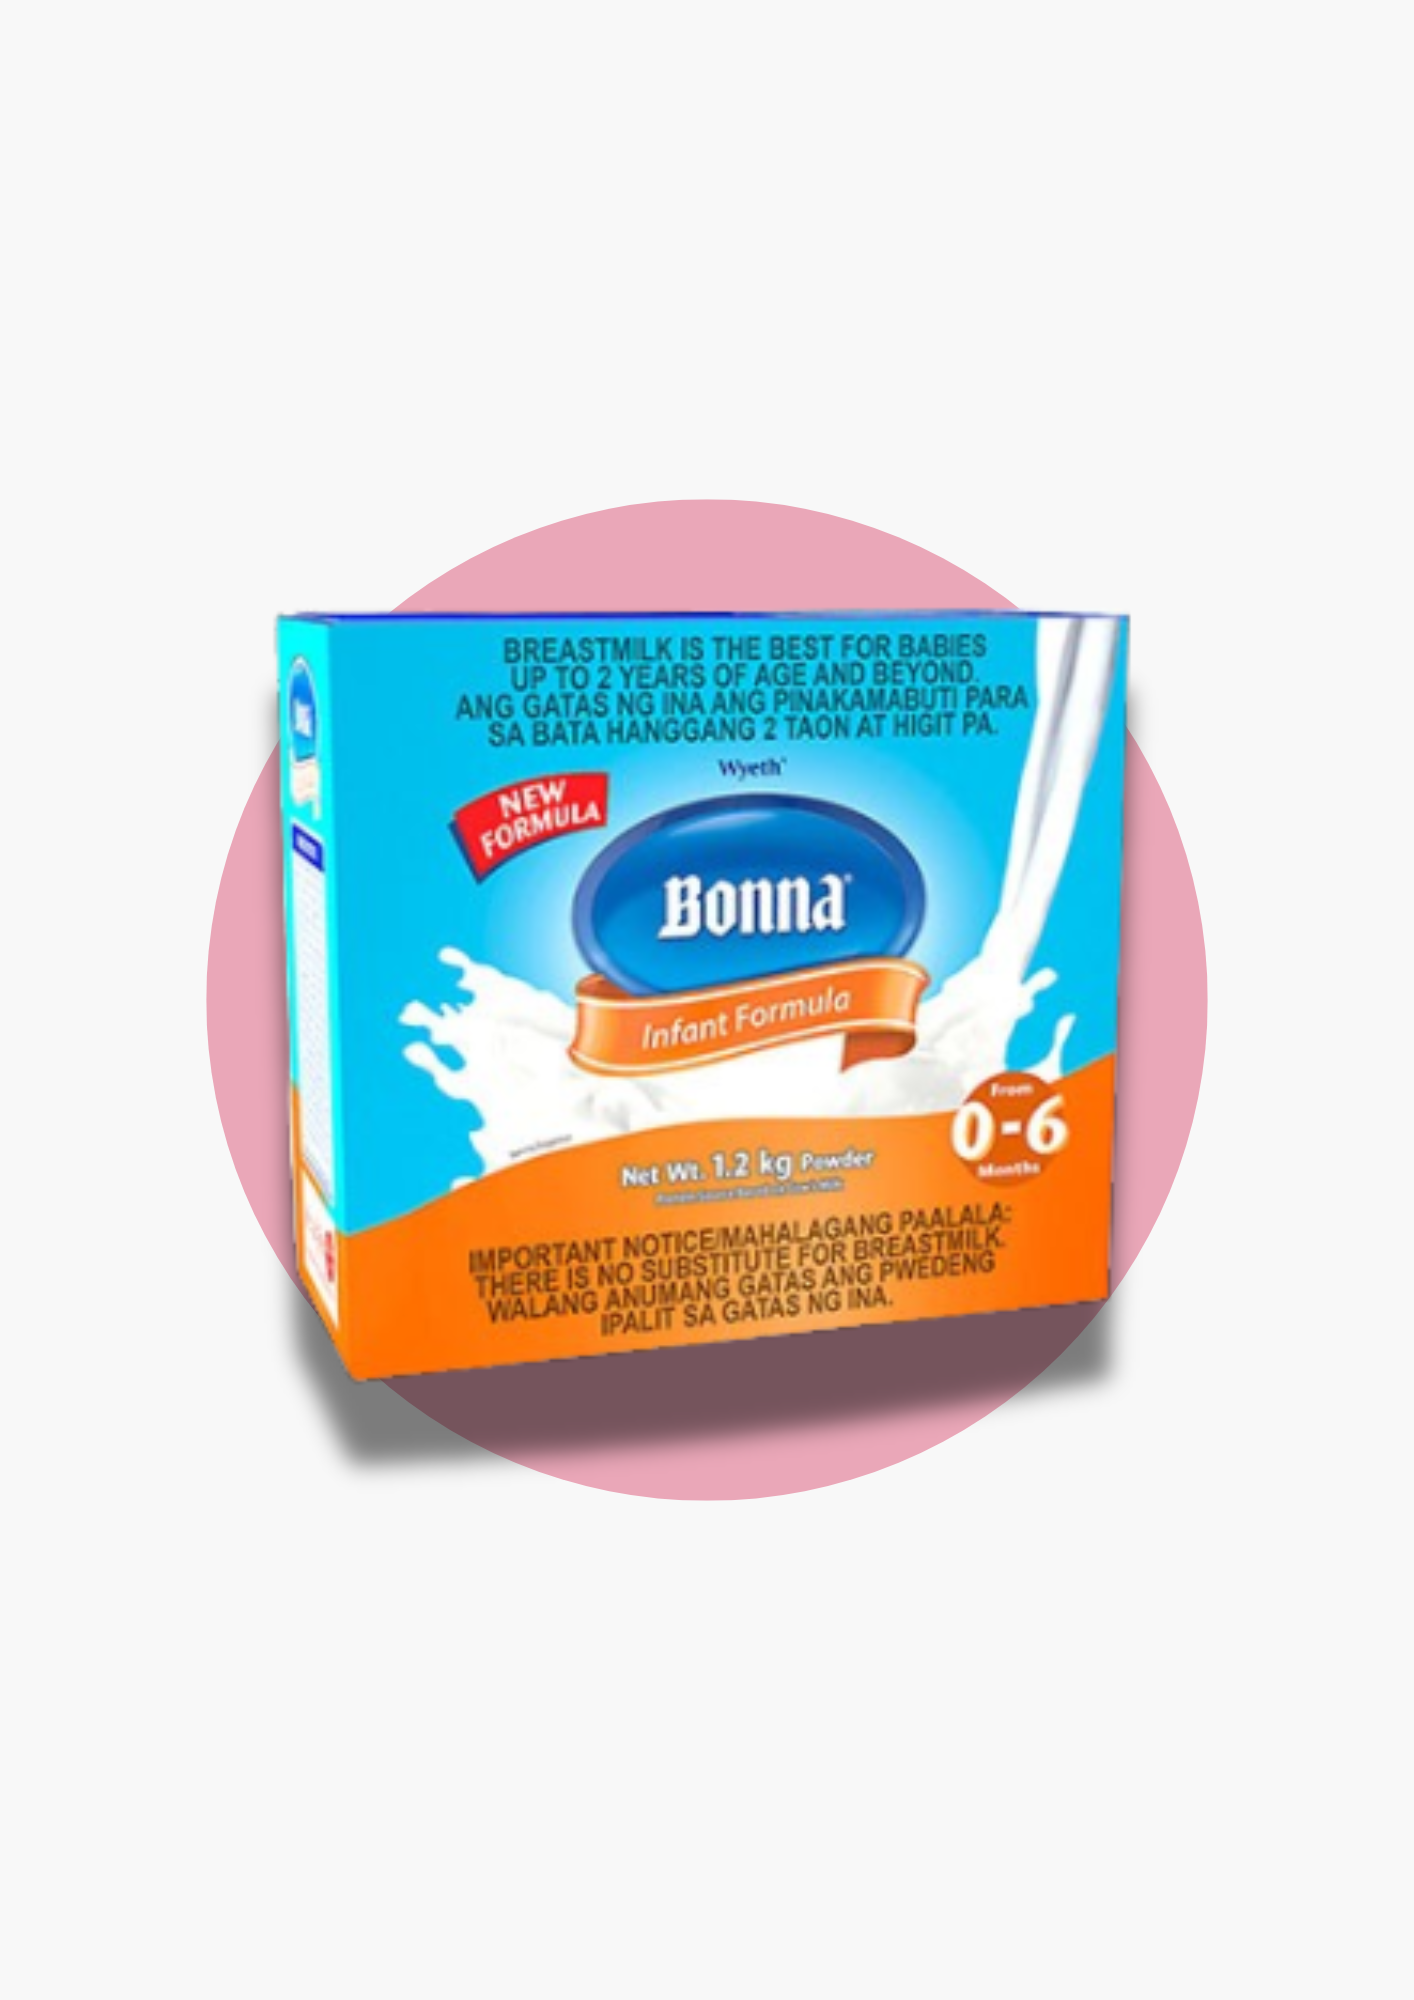 BREASTMILK IS THE BEST FOR BABIES
UP TO 2 YEARS OF AGE AND BEYOND.
ANG GATAS NG INA ANG PINAKAMABUTI PARA
SA BATA HANGGANG 2 TAON AT HIGIT PA.
Wyeth®
NEW
FORMULA
Bonna®
Infant Formula
From
0-6
Months
Net Wt. 1.2 kg Powder
IMPORTANT NOTICE/MAHALAGANG PAALALA:
THERE IS NO SUBSTITUTE FOR BREASTMILK.
WALANG ANUMANG GATAS ANG PWEDENG
IPALIT SA GATAS NG INA.